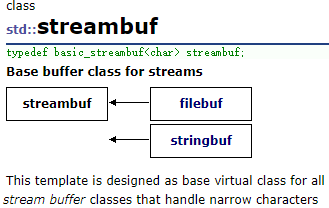 class
std::streambuf
typedef basic_streambuf<char> streambuf;
Base buffer class for streams
streambuf
filebuf
stringbuf
This template is designed as base virtual class for all
stream buffer classes that handle narrow characters